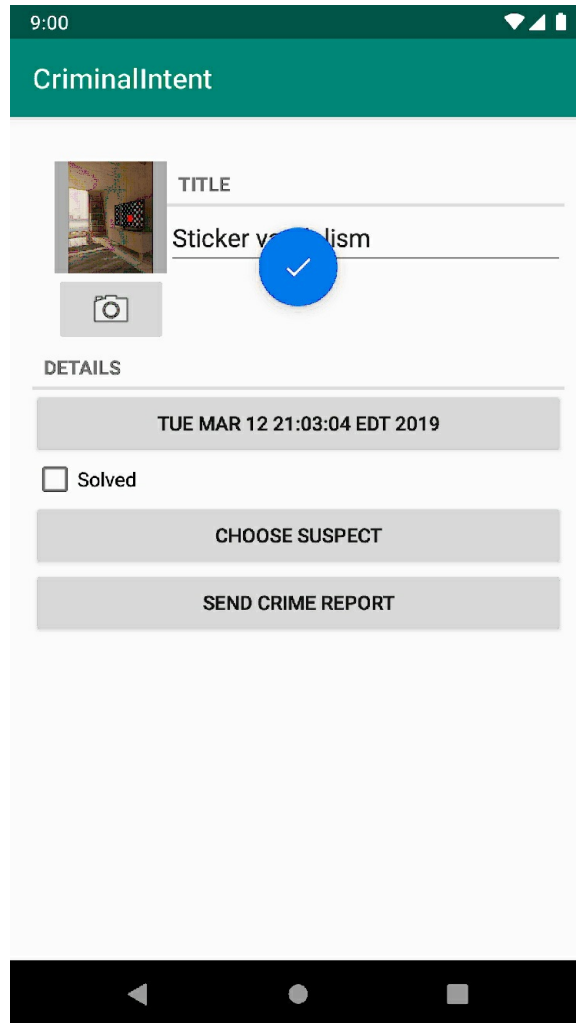 9:00
CriminalIntent
TITLE
Sticker
DETAILS
TUE MAR 12 21:03:04 EDT 2019
Solved
CHOOSE SUSPECT
SEND CRIME REPORT